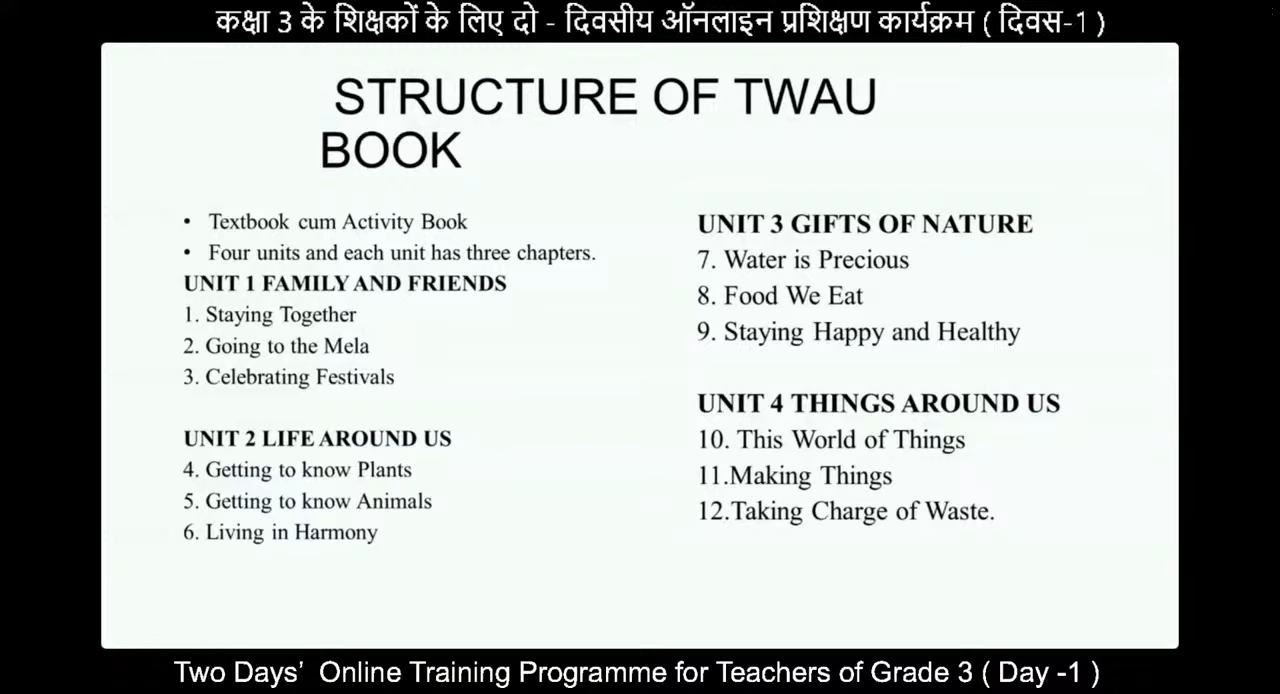 कक्षा 3 के शिक्षकों के लिए दो - दिवसीय ऑनलाइन प्रशिक्षण कार्यक्रम ( दिवस-1 )
STRUCTURE OF TWAU
BOOK
• Textbook cum Activity Book
• Four units and each unit has three chapters.
UNIT 1 FAMILY AND FRIENDS
1. Staying Together
2. Going to the Mela
3. Celebrating Festivals
UNIT 2 LIFE AROUND US
4. Getting to know Plants
5. Getting to know Animals
6. Living in Harmony
UNIT 3 GIFTS OF NATURE
7. Water is Precious
8. Food We Eat
9. Staying Happy and Healthy
UNIT 4 THINGS AROUND US
10. This World of Things
11.Making Things
12.Taking Charge of Waste.
Two Days’ Online Training Programme for Teachers of Grade 3 ( Day -1 )